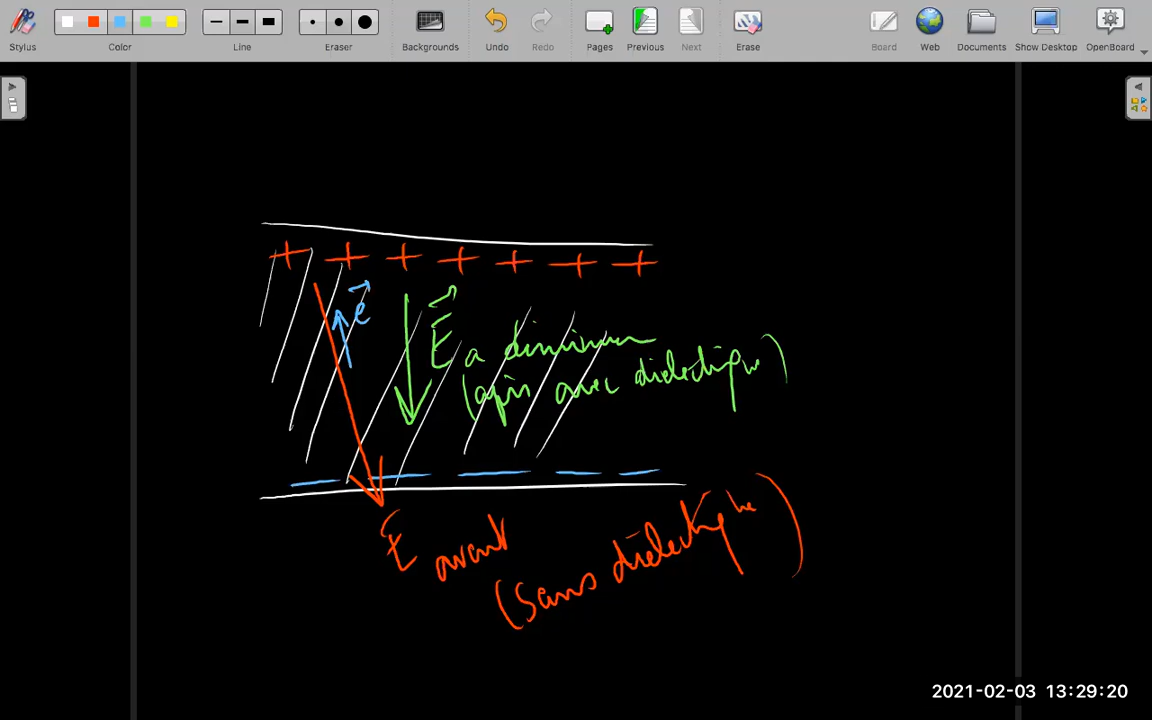 Stylus
Color
Line
Eraser
Backgrounds
Undo
Redo
Pages
Previous
Next
Erase
Board
Web
Documents
Show Desktop
OpenBoard
+ + + + + + +
e
E a diminué
(après avec diélectrique)
E avant
(sans diélectrique)
2021-02-03 13:29:20